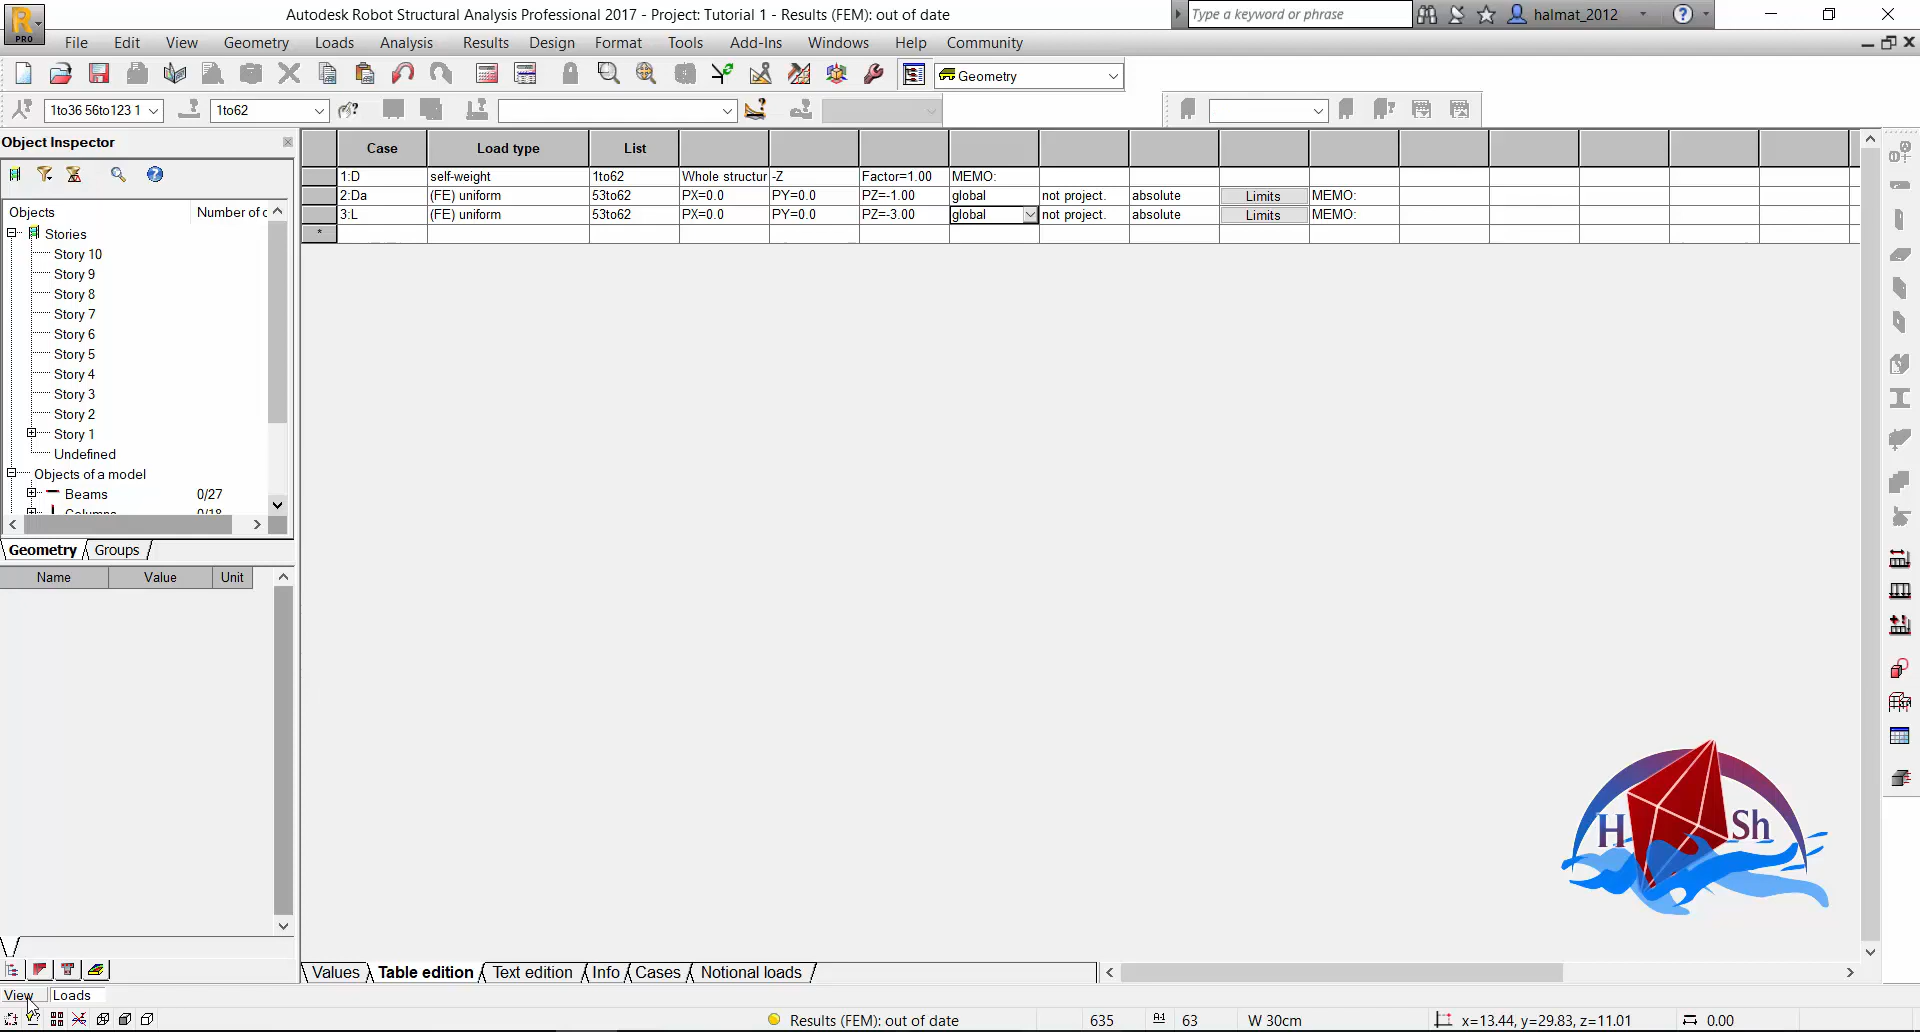 Autodesk Robot Structural Analysis Professional 2017 - Project: Tutorial 1 - Results (FEM): out of date
Type a keyword or phrase
halmat_2012
PRO
File Edit View Geometry Loads Analysis Results Design Format Tools Add-Ins Windows Help Community
Geometry
1to36 56to123 1
1to62
Object Inspector
Objects
Number of c
Stories
Story 10
Story 9
Story 8
Story 7
Story 6
Story 5
Story 4
Story 3
Story 2
Story 1
Undefined
Objects of a model
Beams 0/27
Columns 0/18
Geometry Groups
Name Value Unit
Case Load type List
1:D self-weight 1to62 Whole structur -Z Factor=1.00 MEMO:
2:Da (FE) uniform 53to62 PX=0.0 PY=0.0 PZ=-1.00 global not project. absolute Limits MEMO:
3:L (FE) uniform 53to62 PX=0.0 PY=0.0 PZ=-3.00 global not project. absolute Limits MEMO:
*
H Sh
Values Table edition Text edition Info Cases Notional loads
View Loads
Results (FEM): out of date 635 63 W 30cm x=13.44, y=29.83, z=11.01 0.00